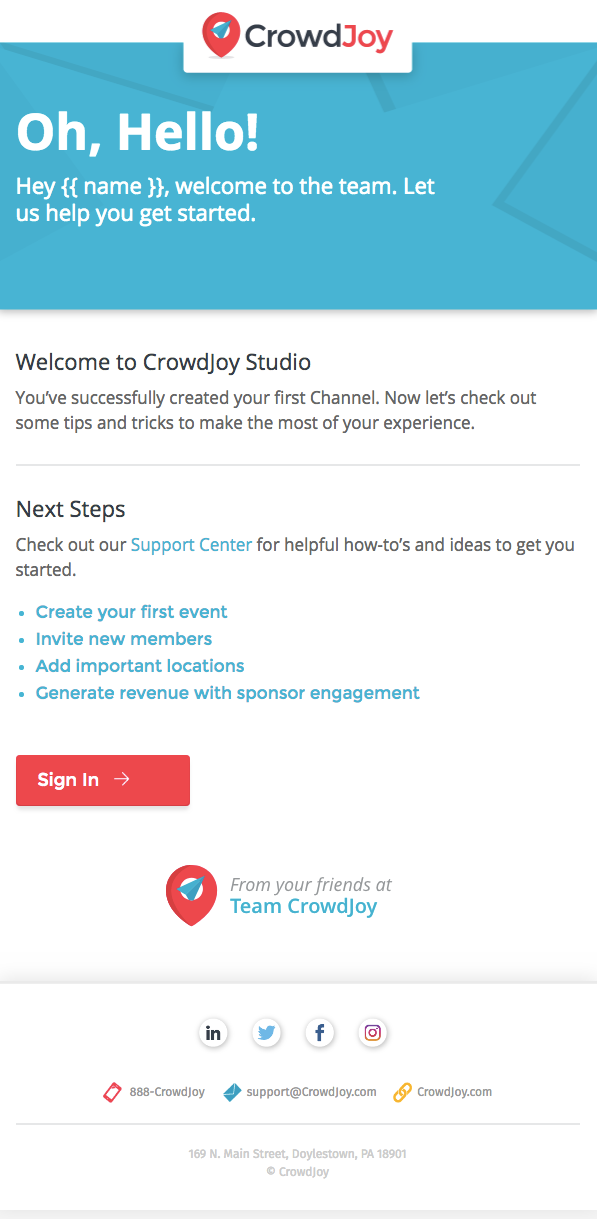 CrowdJoy
Oh, Hello!
Hey {{ name }}, welcome to the team. Let
us help you get started.
Welcome to CrowdJoy Studio
You’ve successfully created your first Channel. Now let’s check out
some tips and tricks to make the most of your experience.
Next Steps
Check out our Support Center for helpful how-to’s and ideas to get you
started.
• Create your first event
• Invite new members
• Add important locations
• Generate revenue with sponsor engagement
Sign In →
From your friends at
Team CrowdJoy
888-CrowdJoy support@CrowdJoy.com CrowdJoy.com
169 N. Main Street, Doylestown, PA 18901
© CrowdJoy